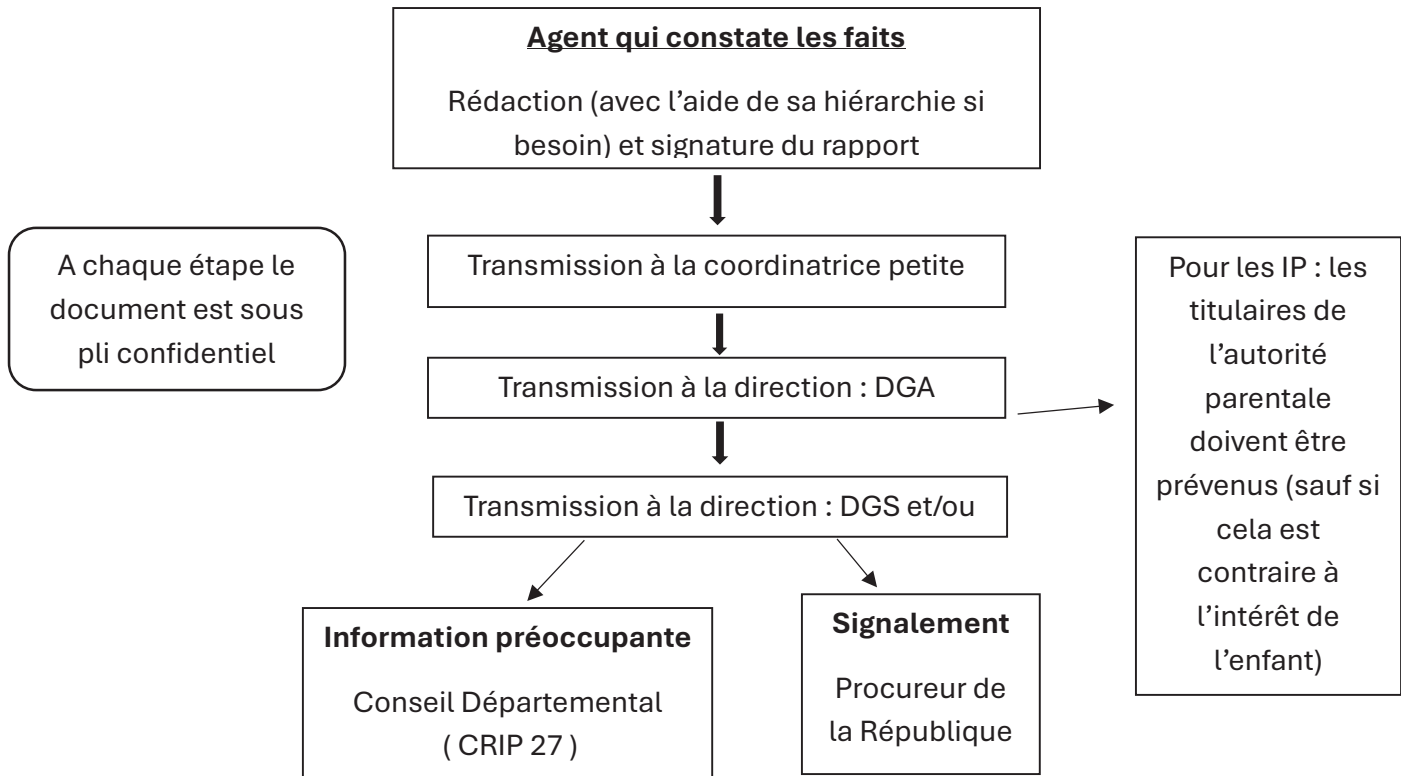 Agent qui constate les faits
Rédaction (avec l’aide de sa hiérarchie si
besoin) et signature du rapport
A chaque étape le
document est sous
pli confidentiel
Transmission à la coordinatrice petite
Transmission à la direction : DGA
Transmission à la direction : DGS et/ou
Pour les IP : les
titulaires de
l’autorité
parentale
doivent être
prévenus (sauf si
cela est
contraire à
l’intérêt de
l’enfant)
Information préoccupante
Conseil Départemental
( CRIP 27 )
Signalement
Procureur de
la République